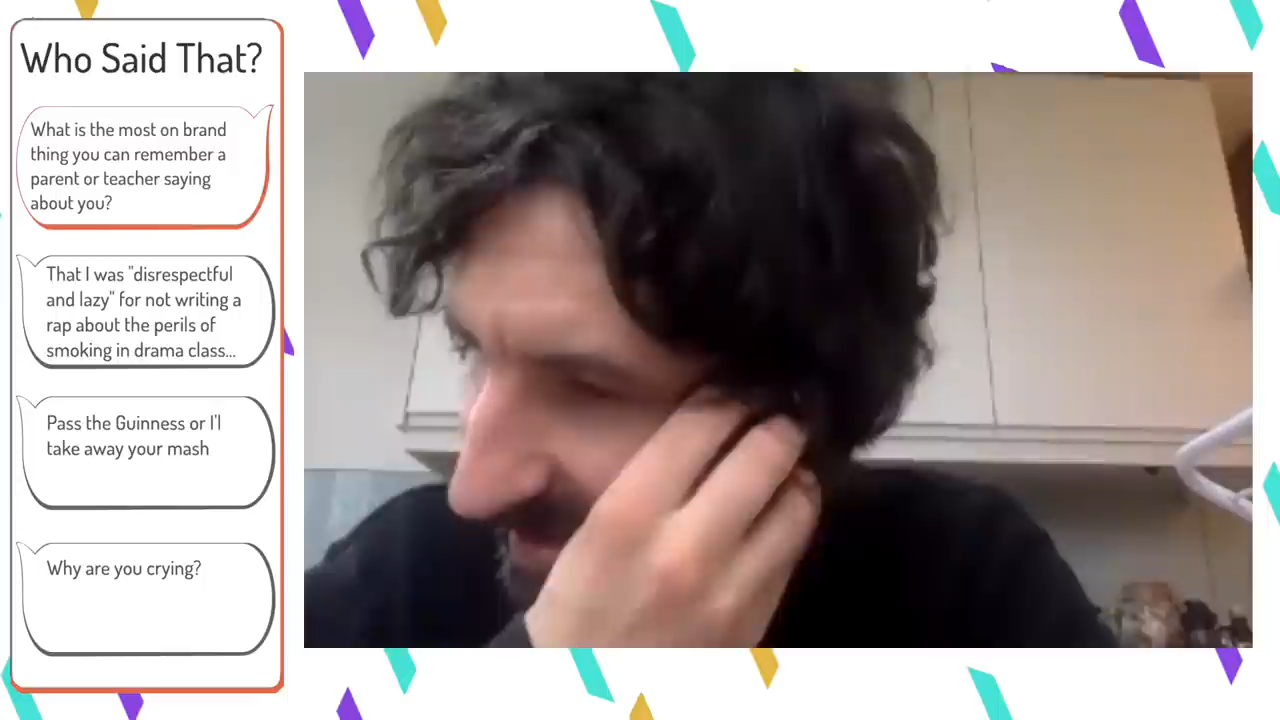 Who Said That?
What is the most on brand
thing you can remember a
parent or teacher saying
about you?
That I was "disrespectful
and lazy" for not writing a
rap about the perils of
smoking in drama class...
Pass the Guinness or I'l
take away your mash
Why are you crying?